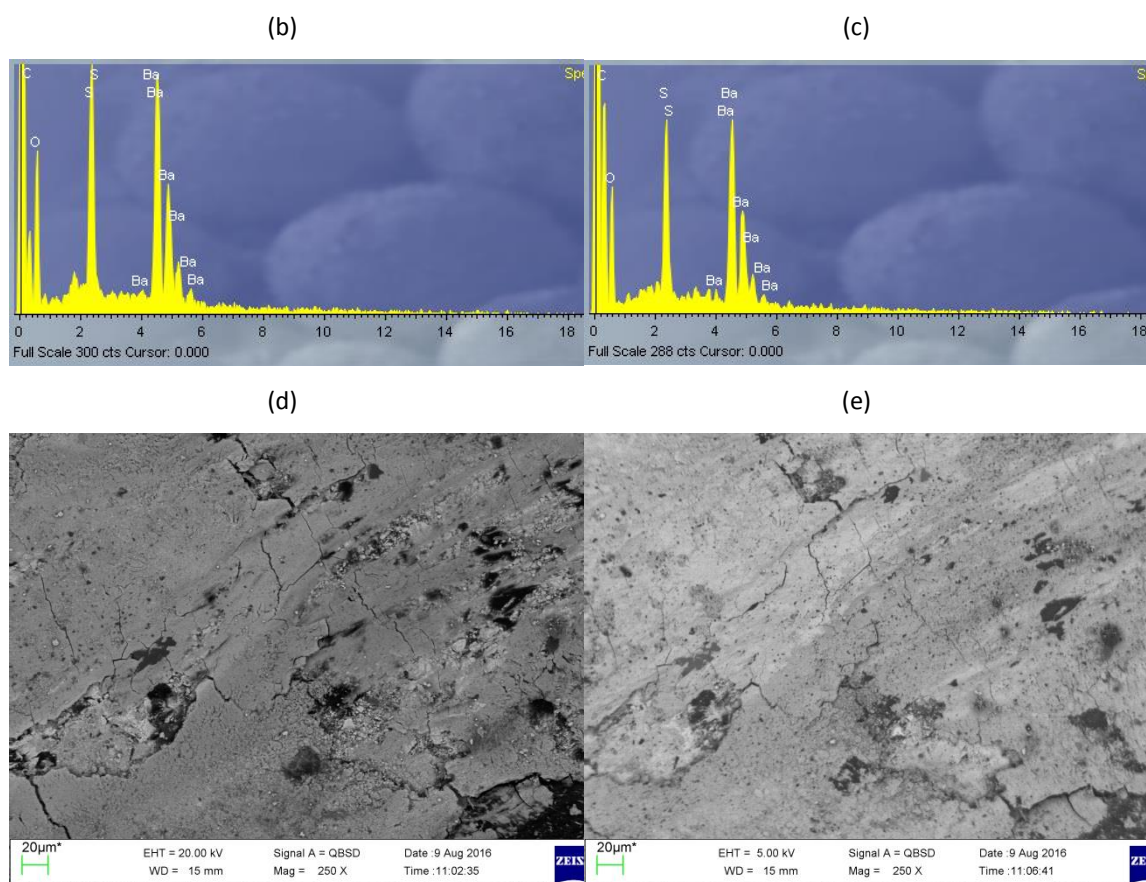 (b)
(c)
C S Ba Spe
S Ba
O
Ba
Ba
Ba
Ba Ba
0 2 4 6 8 10 12 14 16 18
Full Scale 300 cts Cursor: 0.000
C S Ba S
S Ba
O
Ba
Ba
Ba
Ba Ba
0 2 4 6 8 10 12 14 16 18
Full Scale 288 cts Cursor: 0.000
(d)
(e)
20µm* EHT = 20.00 kV Signal A = QBSD Date :9 Aug 2016 ZEIS
WD = 15 mm Mag = 250 X Time :11:02:35
20µm* EHT = 5.00 kV Signal A = QBSD Date :9 Aug 2016 ZEISS
WD = 15 mm Mag = 250 X Time :11:06:41